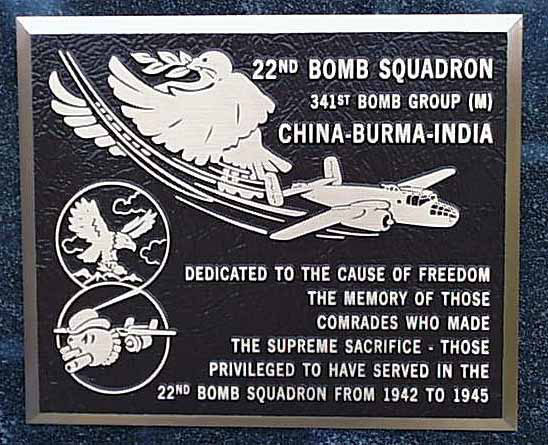 22ND BOMB SQUADRON
341ST BOMB GROUP (M)
CHINA-BURMA-INDIA
DEDICATED TO THE CAUSE OF FREEDOM
THE MEMORY OF THOSE
COMRADES WHO MADE
THE SUPREME SACRIFICE - THOSE
PRIVILEGED TO HAVE SERVED IN THE
22ND BOMB SQUADRON FROM 1942 TO 1945